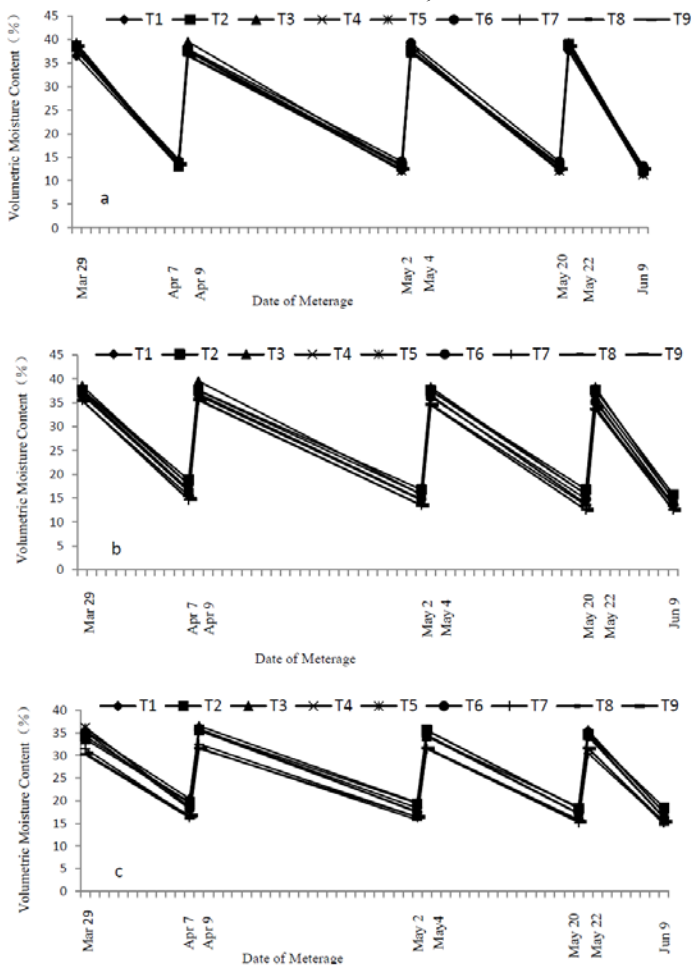 T1 T2 T3 T4 T5 T6 T7 T8 T9
Volumetric Moisture Content (%)
45
40
35
30
25
20
15
10
5
0
a
Mar 29
Apr 7
Apr 9
May 2
May 4
May 20
May 22
Jun 9
Date of Meterage
T1 T2 T3 T4 T5 T6 T7 T8 T9
Volumetric Moisture Content (%)
45
40
35
30
25
20
15
10
5
0
b
Mar 29
Apr 7
Apr 9
May 2
May 4
May 20
May 22
Jun 9
Date of Meterage
T1 T2 T3 T4 T5 T6 T7 T8 T9
Volumetric Moisture Content (%)
40
35
30
25
20
15
10
5
0
c
Mar 29
Apr 7
Apr 9
May 2
May4
May 20
May 22
Jun 9
Date of Meterage